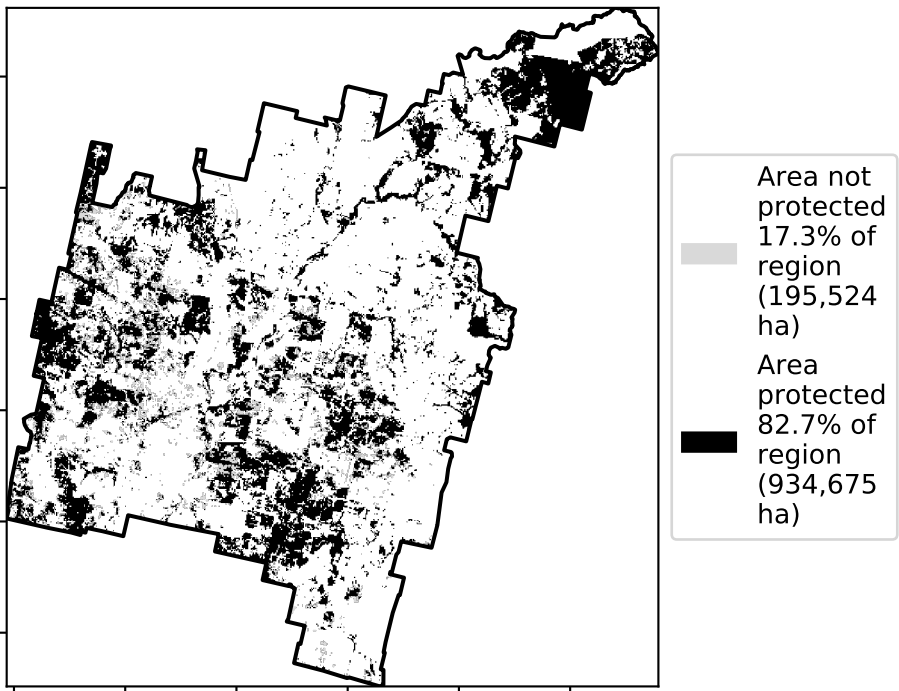 Area not
protected
17.3% of
region
(195,524
ha)
Area
protected
82.7% of
region
(934,675
ha)